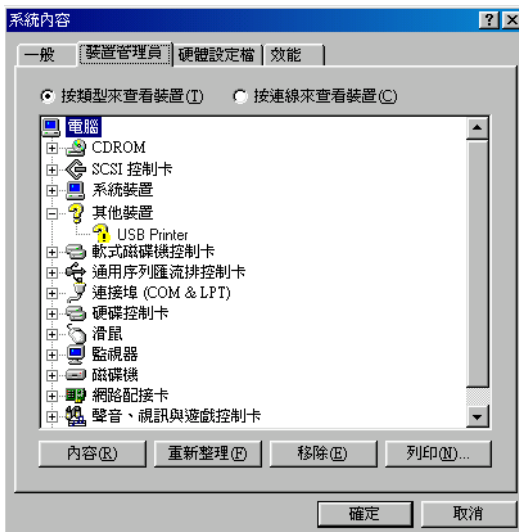 系統內容
一般 裝置管理員 硬體設定檔 效能
按類型來查看裝置(T) 按連線來查看裝置(C)
電腦
CDROM
SCSI 控制卡
系統裝置
其他裝置
USB Printer
軟式磁碟機控制卡
通用序列匯流排控制卡
連接埠 (COM & LPT)
硬碟控制卡
滑鼠
監視器
磁碟機
網路配接卡
聲音、視訊與遊戲控制卡
內容(R) 重新整理(F) 移除(E) 列印(N)...
確定 取消